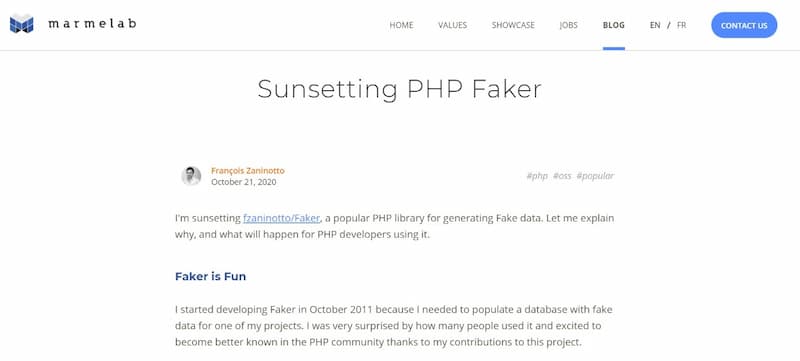 marmelab
HOME VALUES SHOWCASE JOBS BLOG EN / FR CONTACT US
Sunsetting PHP Faker
François Zaninotto
October 21, 2020
#php #oss #popular
I'm sunsetting fzaninotto/Faker, a popular PHP library for generating Fake data. Let me explain
why, and what will happen for PHP developers using it.
Faker is Fun
I started developing Faker in October 2011 because I needed to populate a database with fake
data for one of my projects. I was very surprised by how many people used it and excited to
become better known in the PHP community thanks to my contributions to this project.